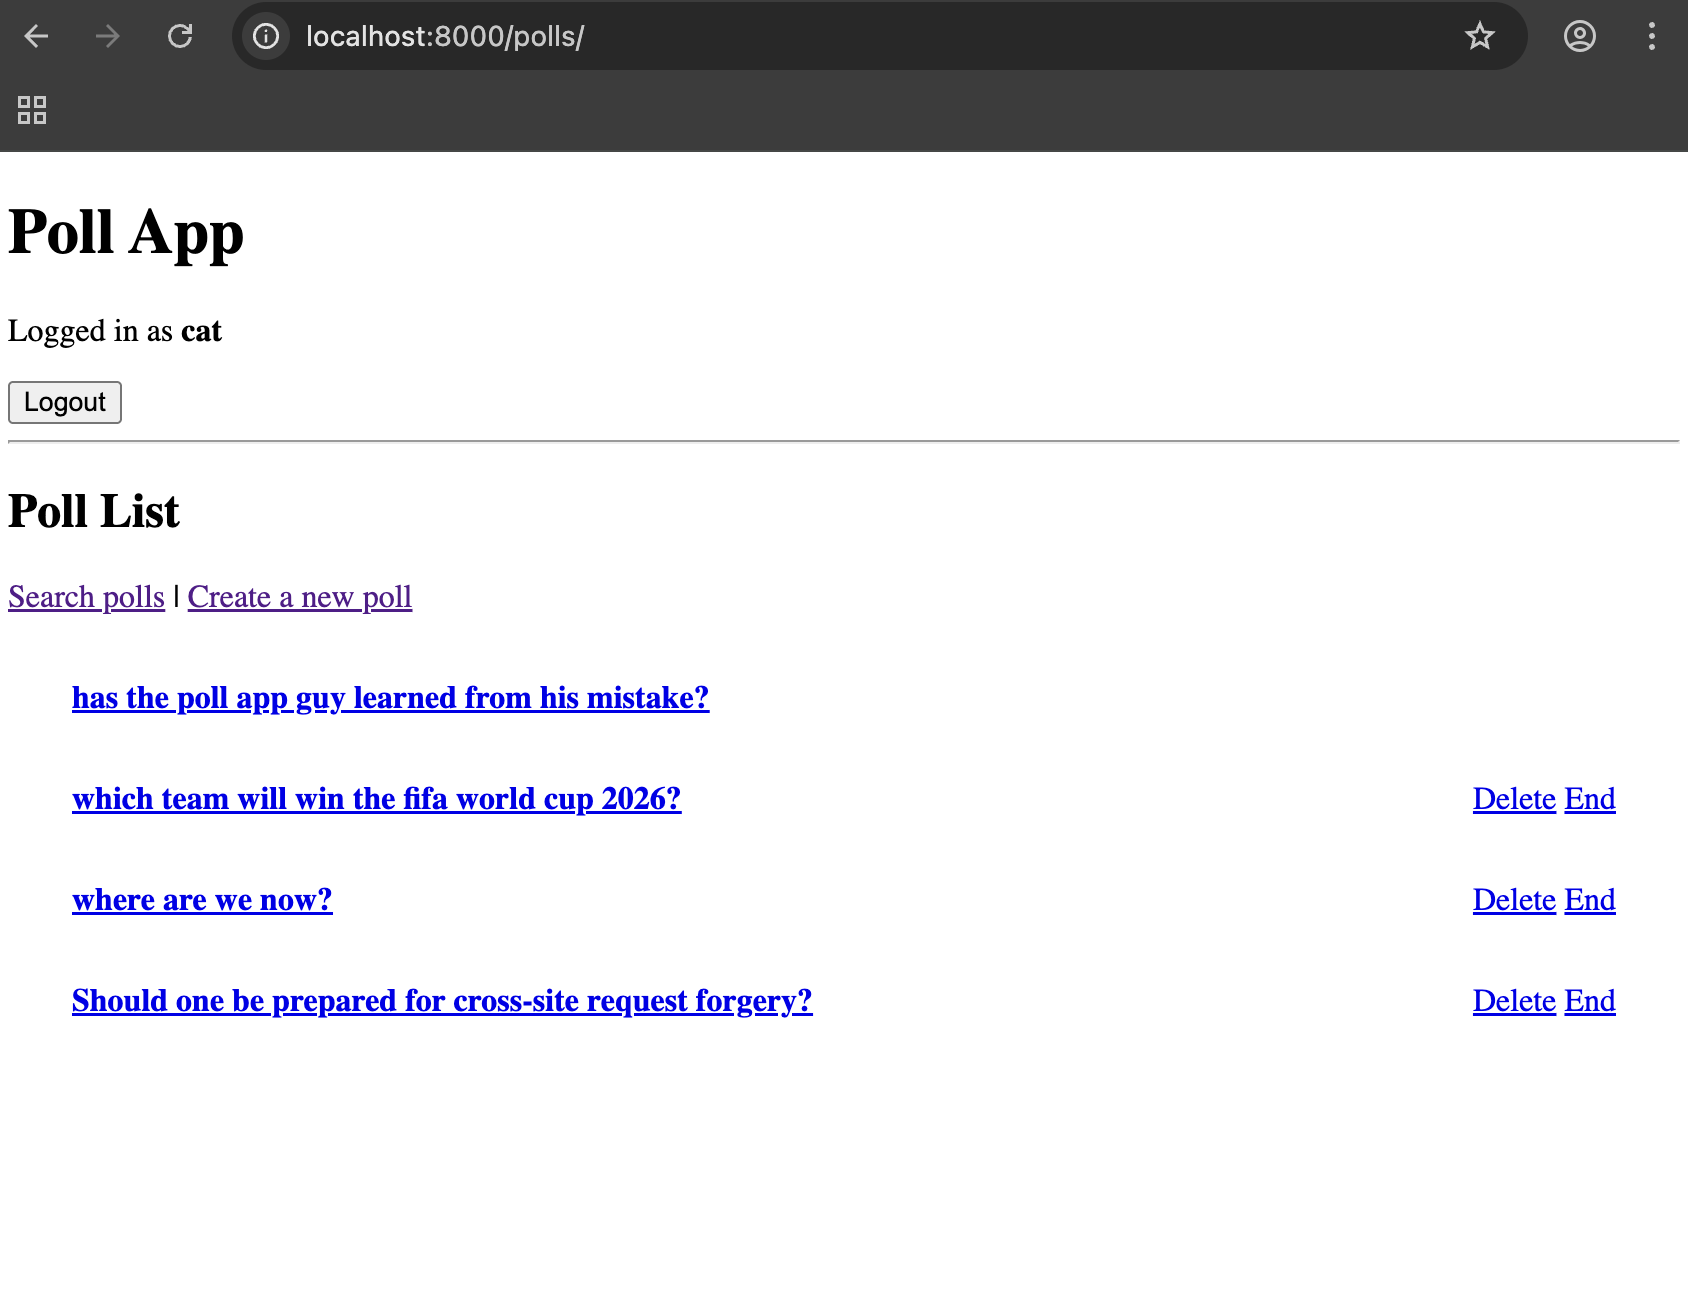 localhost:8000/polls/
Poll App
Logged in as cat
Logout
Poll List
Search polls | Create a new poll
has the poll app guy learned from his mistake?
which team will win the fifa world cup 2026? Delete End
where are we now? Delete End
Should one be prepared for cross-site request forgery? Delete End